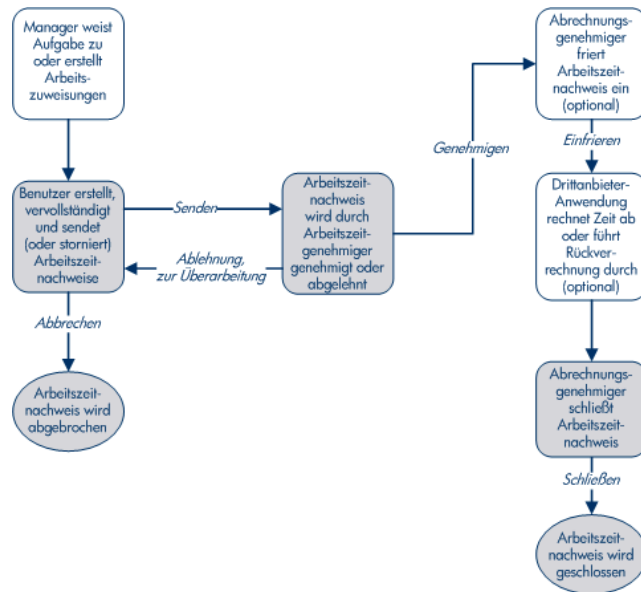 Manager weist
Aufgabe zu
oder erstellt
Arbeits-
zuweisungen
Benutzer erstellt,
vervollständigt
und sendet
(oder storniert)
Arbeitszeit-
nachweise
Senden
Ablehnung,
zur Überarbeitung
Abbrechen
Arbeitszeit-
nachweis wird
abgebrochen
Arbeitszeit-
nachweis
wird durch
Arbeitszeit-
genehmiger
genehmigt oder
abgelehnt
Genehmigen
Abrechnungs-
genehmiger
friert
Arbeitszeit-
nachweis ein
(optional)
Einfrieren
Drittanbieter-
Anwendung
rechnet Zeit ab
oder führt
Rückver-
rechnung durch
(optional)
Abrechnungs-
genehmiger
schließt
Arbeitszeit-
nachweis
Schließen
Arbeitszeit-
nachweis wird
geschlossen